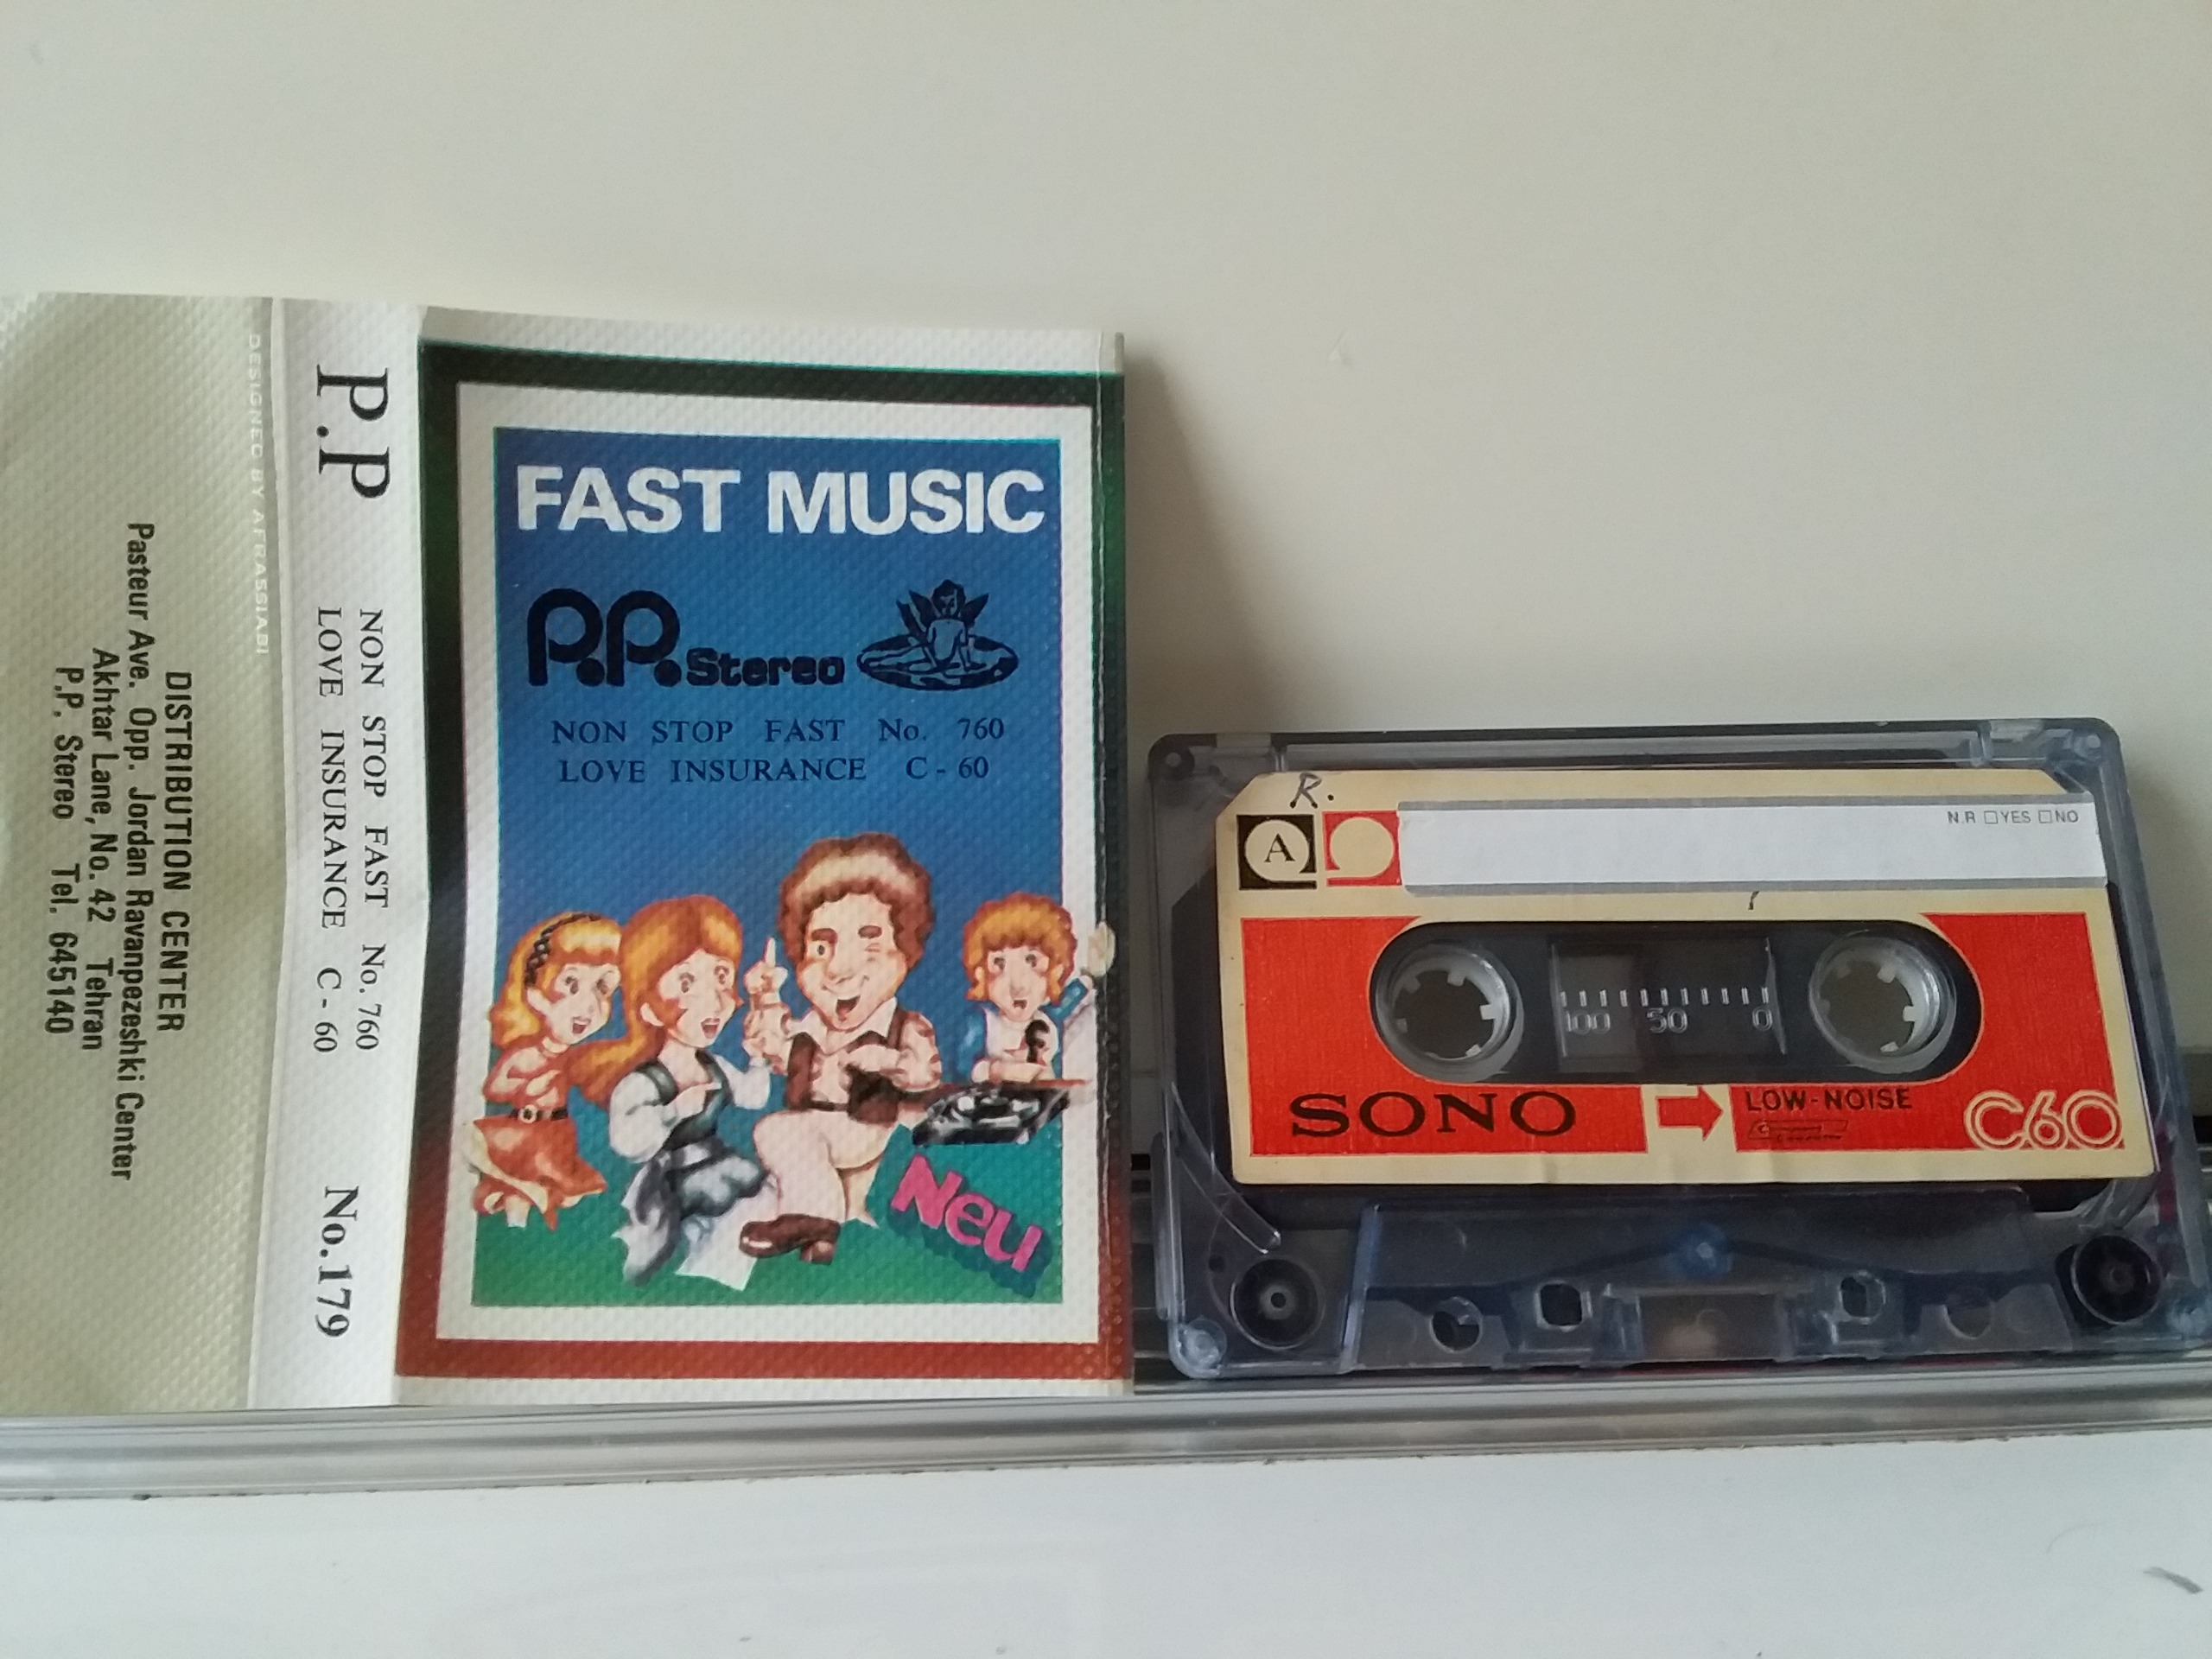 FAST MUSIC
P.P. Stereo
NON STOP FAST No. 760
LOVE INSURANCE C-60
Neu
P.P
NON STOP FAST No. 760
LOVE INSURANCE C-60
No.179
DESIGNED BY AFRASIABI
DISTRIBUTION CENTER
Pasteur Ave. Opp. Jordan Ravanpezeshki Center
Akhtar Lane, No. 42 Tehran
P.P. Stereo Tel. 645140
R.
A
N.R □YES □NO
100 50 0
SONO
LOW-NOISE
C60